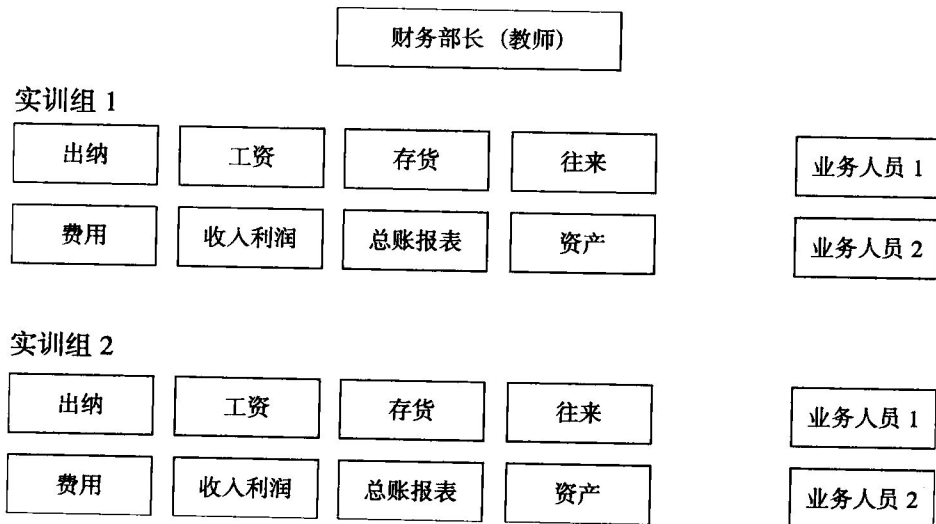 财务部长（教师）
实训组 1
出纳 工资 存货 往来 业务人员 1
费用 收入利润 总账报表 资产 业务人员 2
实训组 2
出纳 工资 存货 往来 业务人员 1
费用 收入利润 总账报表 资产 业务人员 2